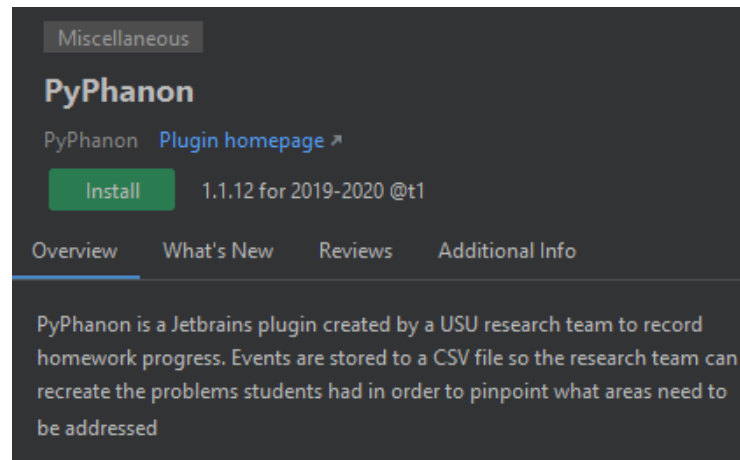 Miscellaneous
PyPhanon
PyPhanon Plugin homepage ↗
Install 1.1.12 for 2019-2020 @t1
Overview What's New Reviews Additional Info
PyPhanon is a Jetbrains plugin created by a USU research team to record
homework progress. Events are stored to a CSV file so the research team can
recreate the problems students had in order to pinpoint what areas need to
be addressed